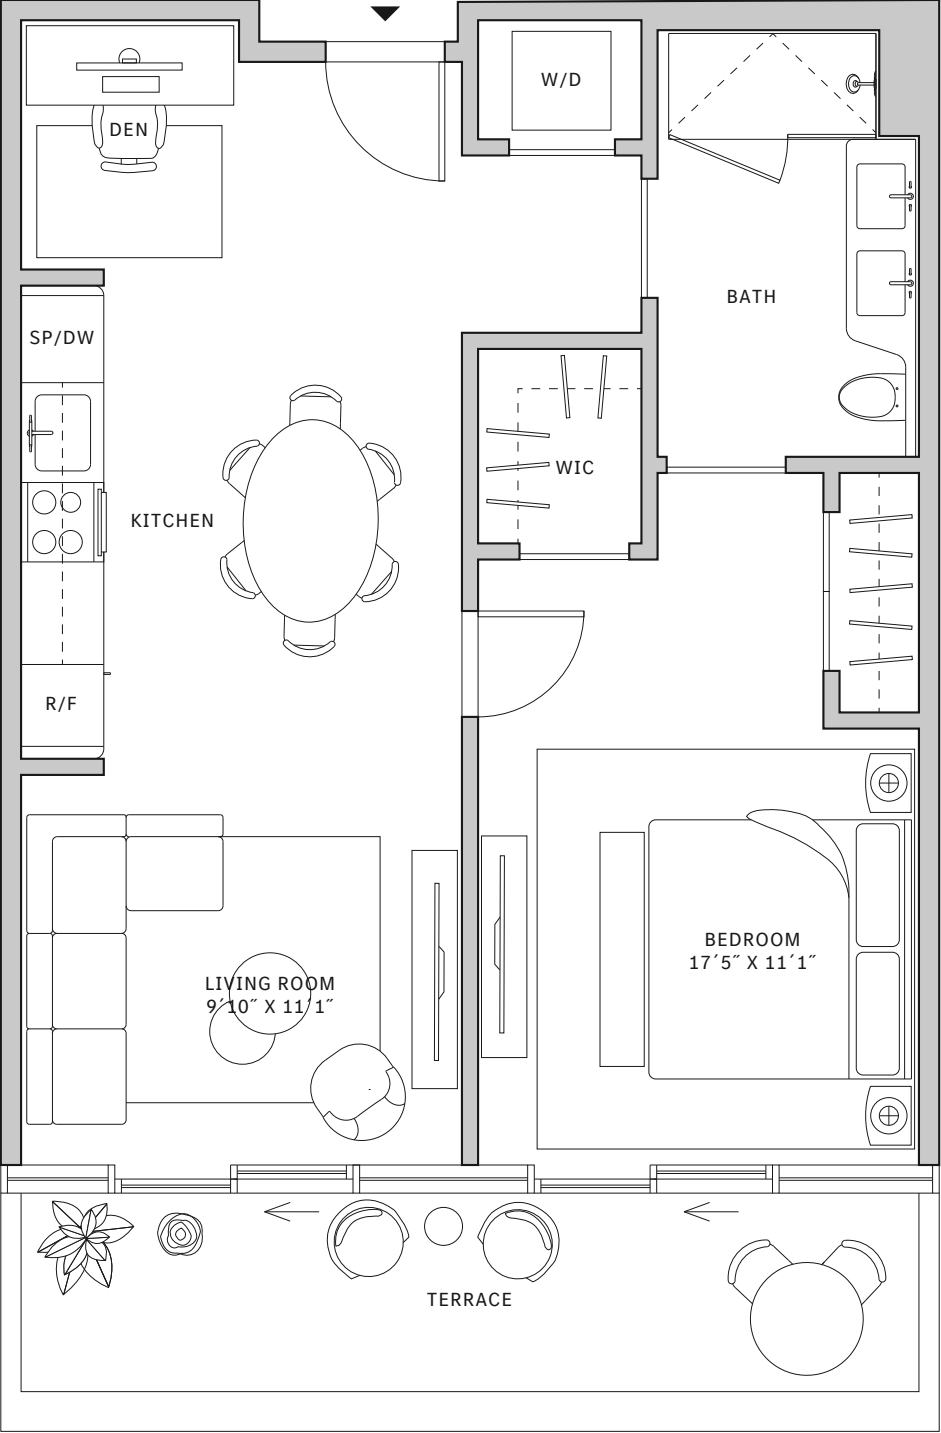 W/D
DEN
BATH
SP/DW
WIC
KITCHEN
R/F
BEDROOM
17´5˝ X 11´1˝
LIVING ROOM
9´10˝ X 11´1˝
TERRACE